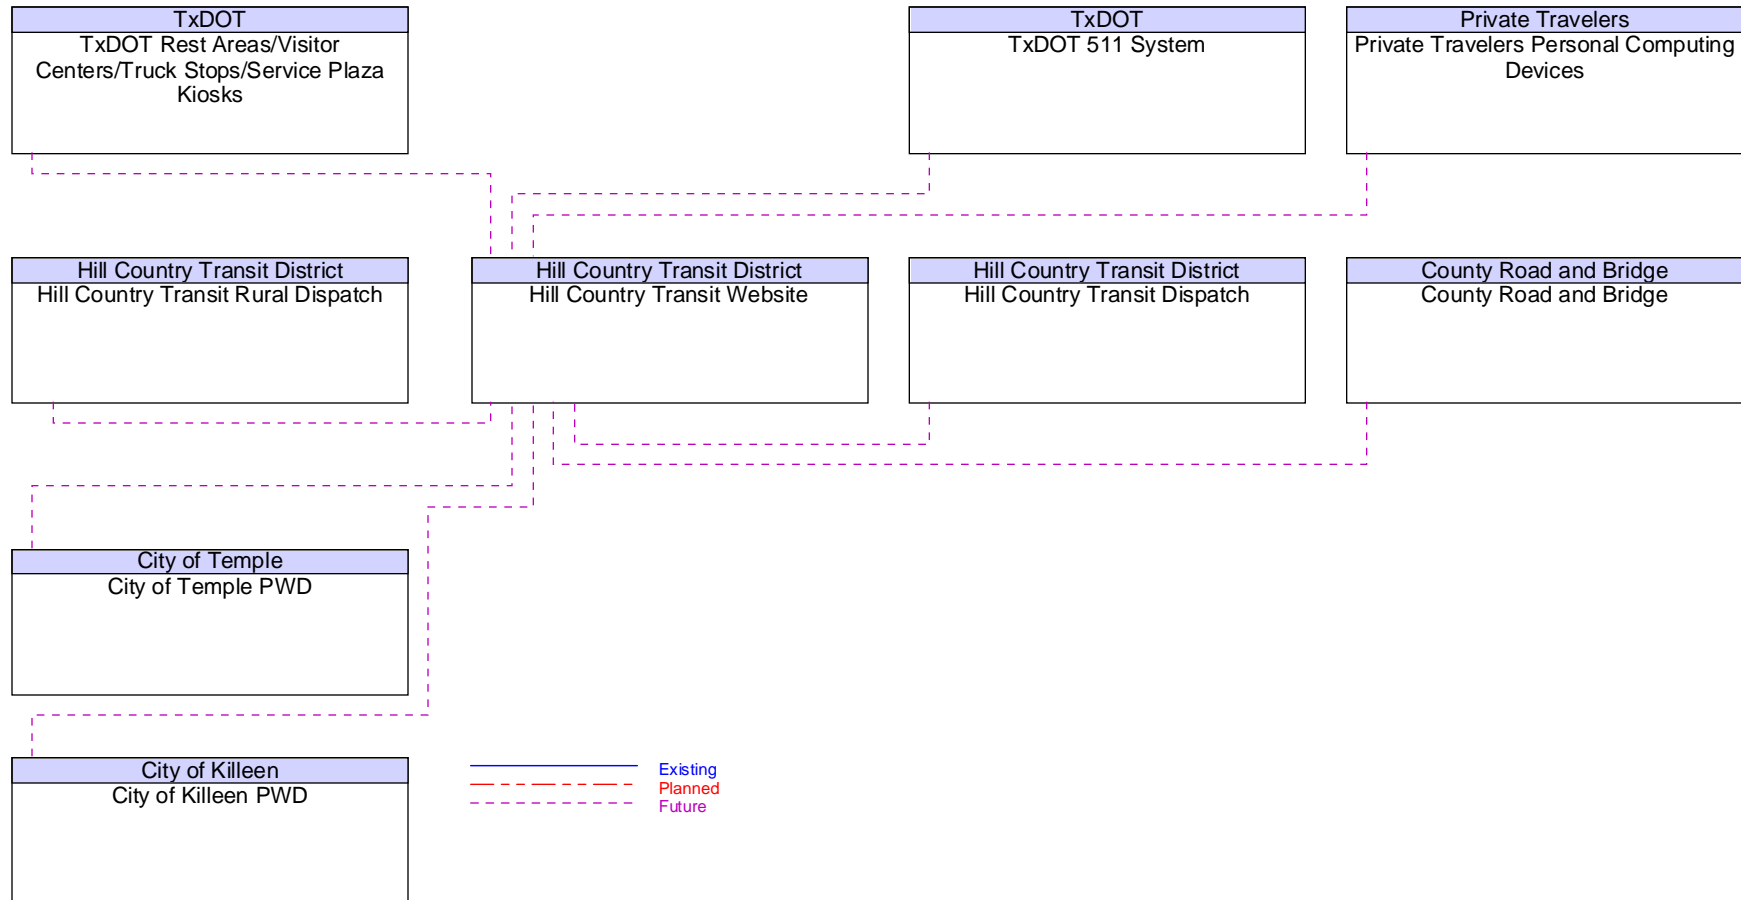 TxDOT
TxDOT Rest Areas/Visitor
Centers/Truck Stops/Service Plaza
Kiosks
TxDOT
TxDOT 511 System
Private Travelers
Private Travelers Personal Computing
Devices
Hill Country Transit District
Hill Country Transit Rural Dispatch
Hill Country Transit District
Hill Country Transit Website
Hill Country Transit District
Hill Country Transit Dispatch
County Road and Bridge
County Road and Bridge
City of Temple
City of Temple PWD
City of Killeen
City of Killeen PWD
Existing
Planned
Future